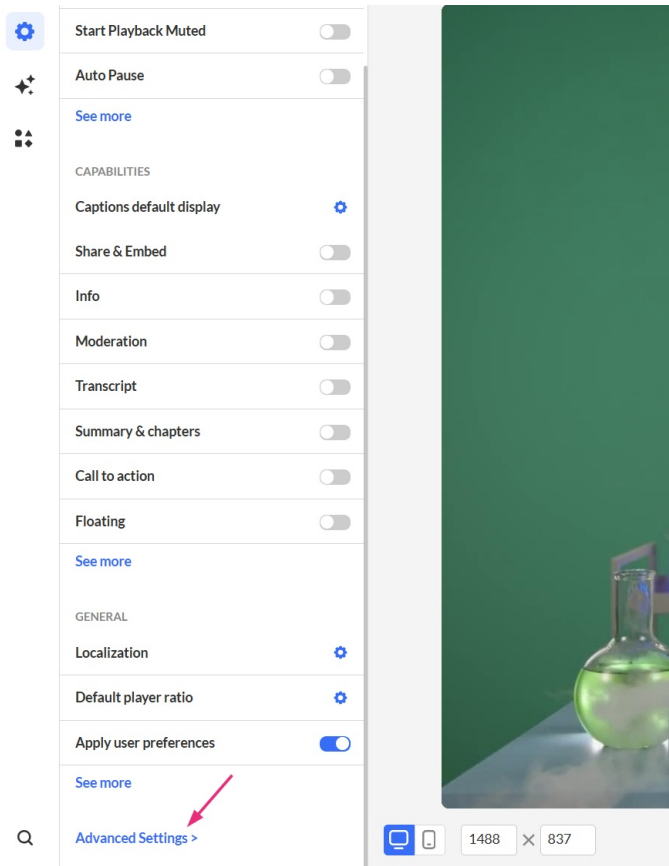 Start Playback Muted
Auto Pause
See more
CAPABILITIES
Captions default display
Share & Embed
Info
Moderation
Transcript
Summary & chapters
Call to action
Floating
See more
GENERAL
Localization
Default player ratio
Apply user preferences
See more
Advanced Settings >
1488 × 837